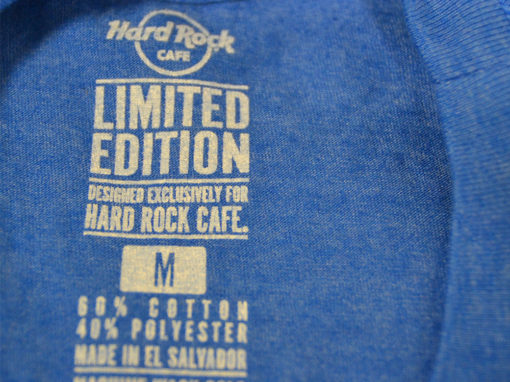 Hard Rock
CAFE
LIMITED
EDITION
DESIGNED EXCLUSIVELY FOR
HARD ROCK CAFE.
M
60% COTTON
40% POLYESTER
MADE IN EL SALVADOR